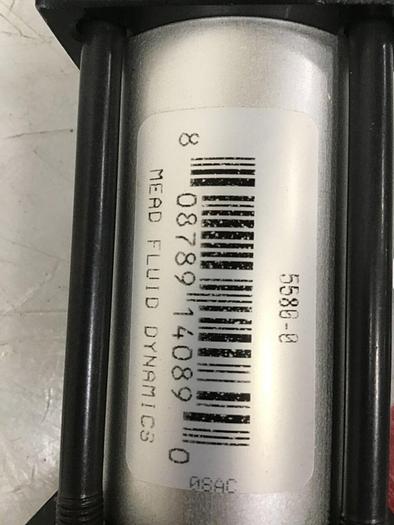 5580-0
8 08789 14089 0
MEAD FLUID DYNAMICS
08AC